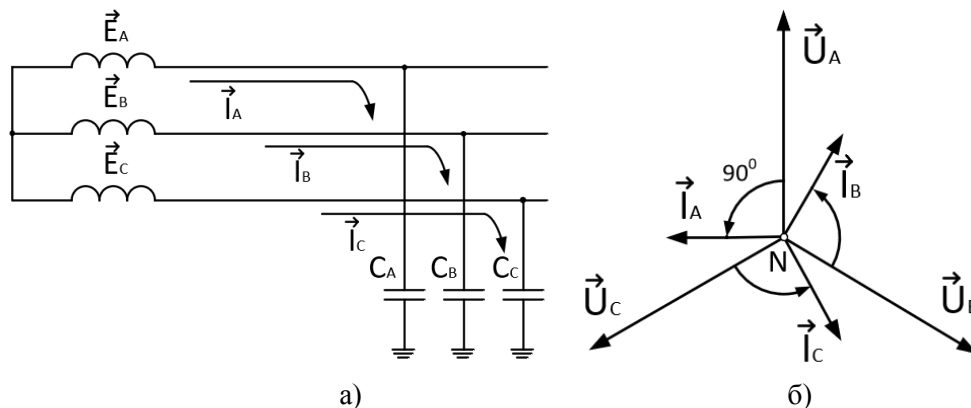 E⃗A
E⃗B
E⃗C
I⃗A
I⃗B
I⃗C
CA CB CC
а)
U⃗A
90⁰
I⃗A
I⃗B
N
U⃗C
I⃗C
U⃗B
б)